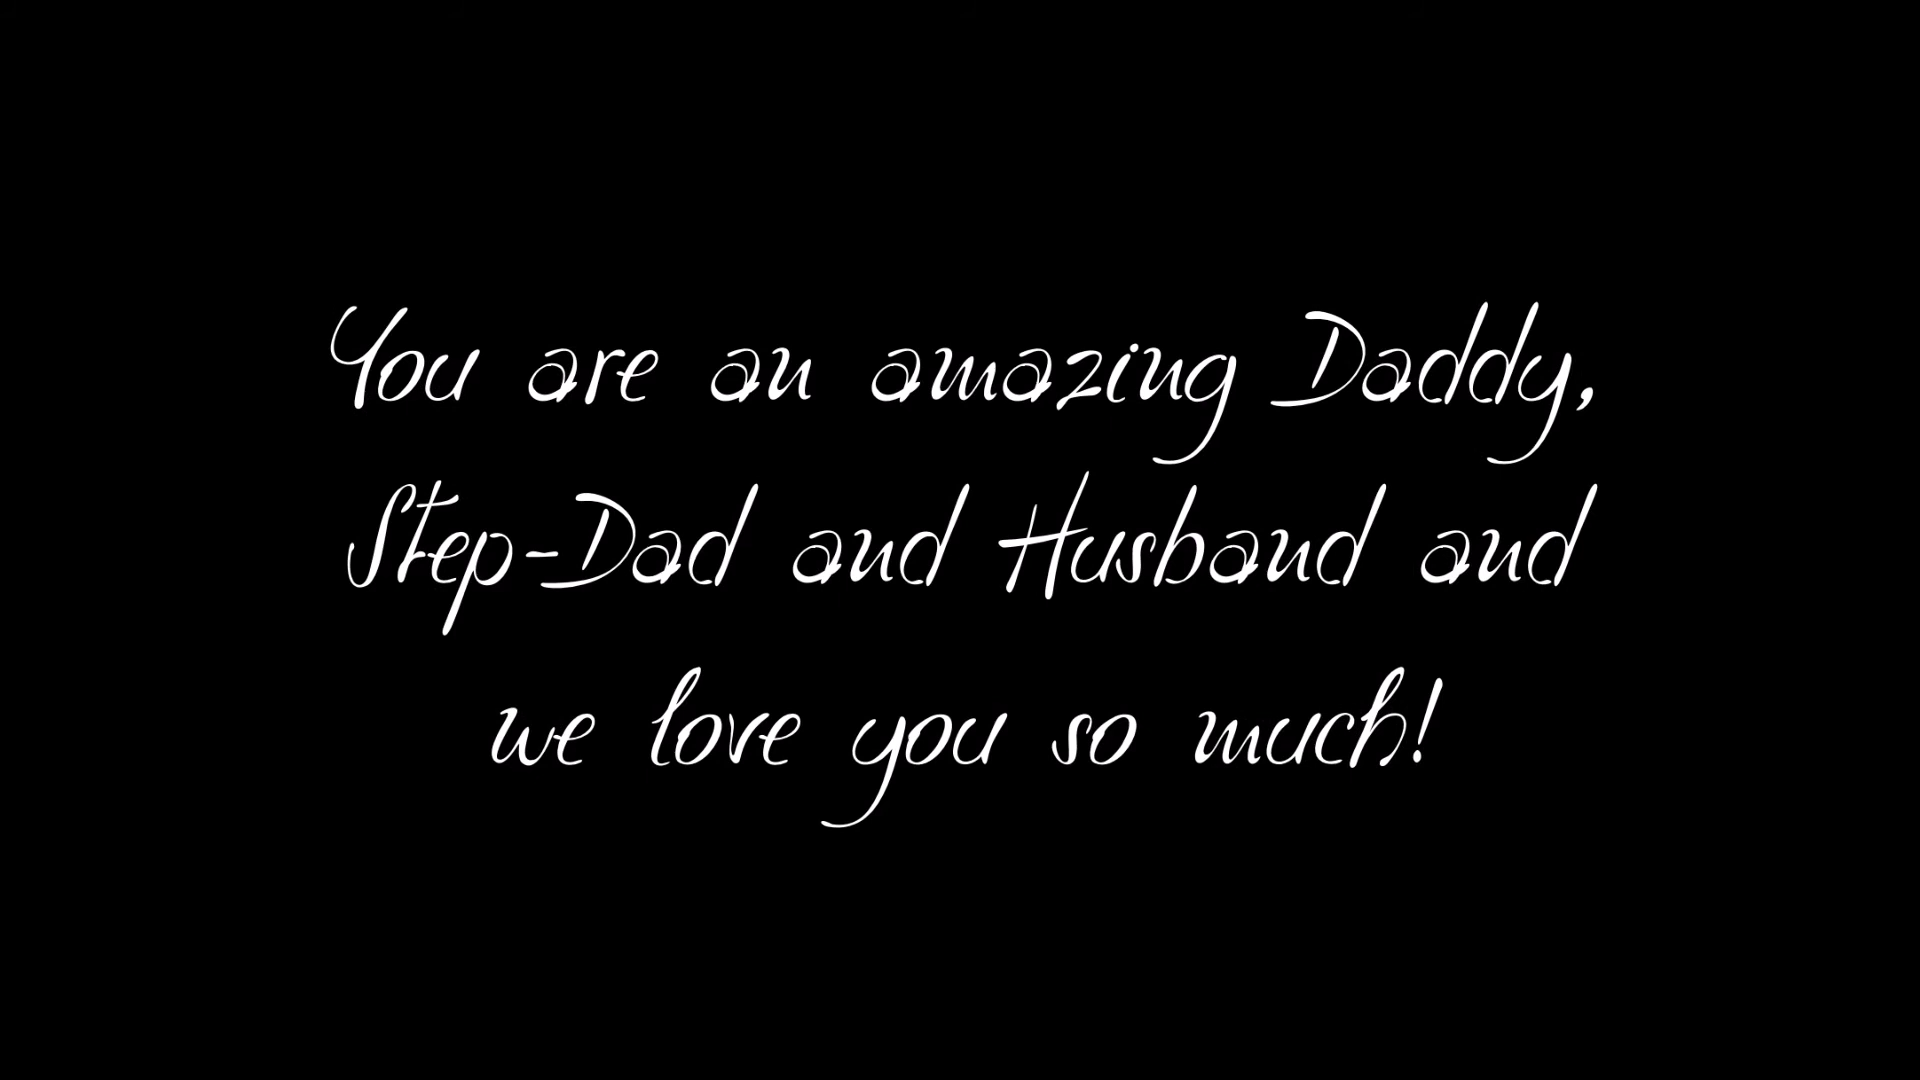 You are an amazing Daddy,
Step-Dad and Husband and
we love you so much!